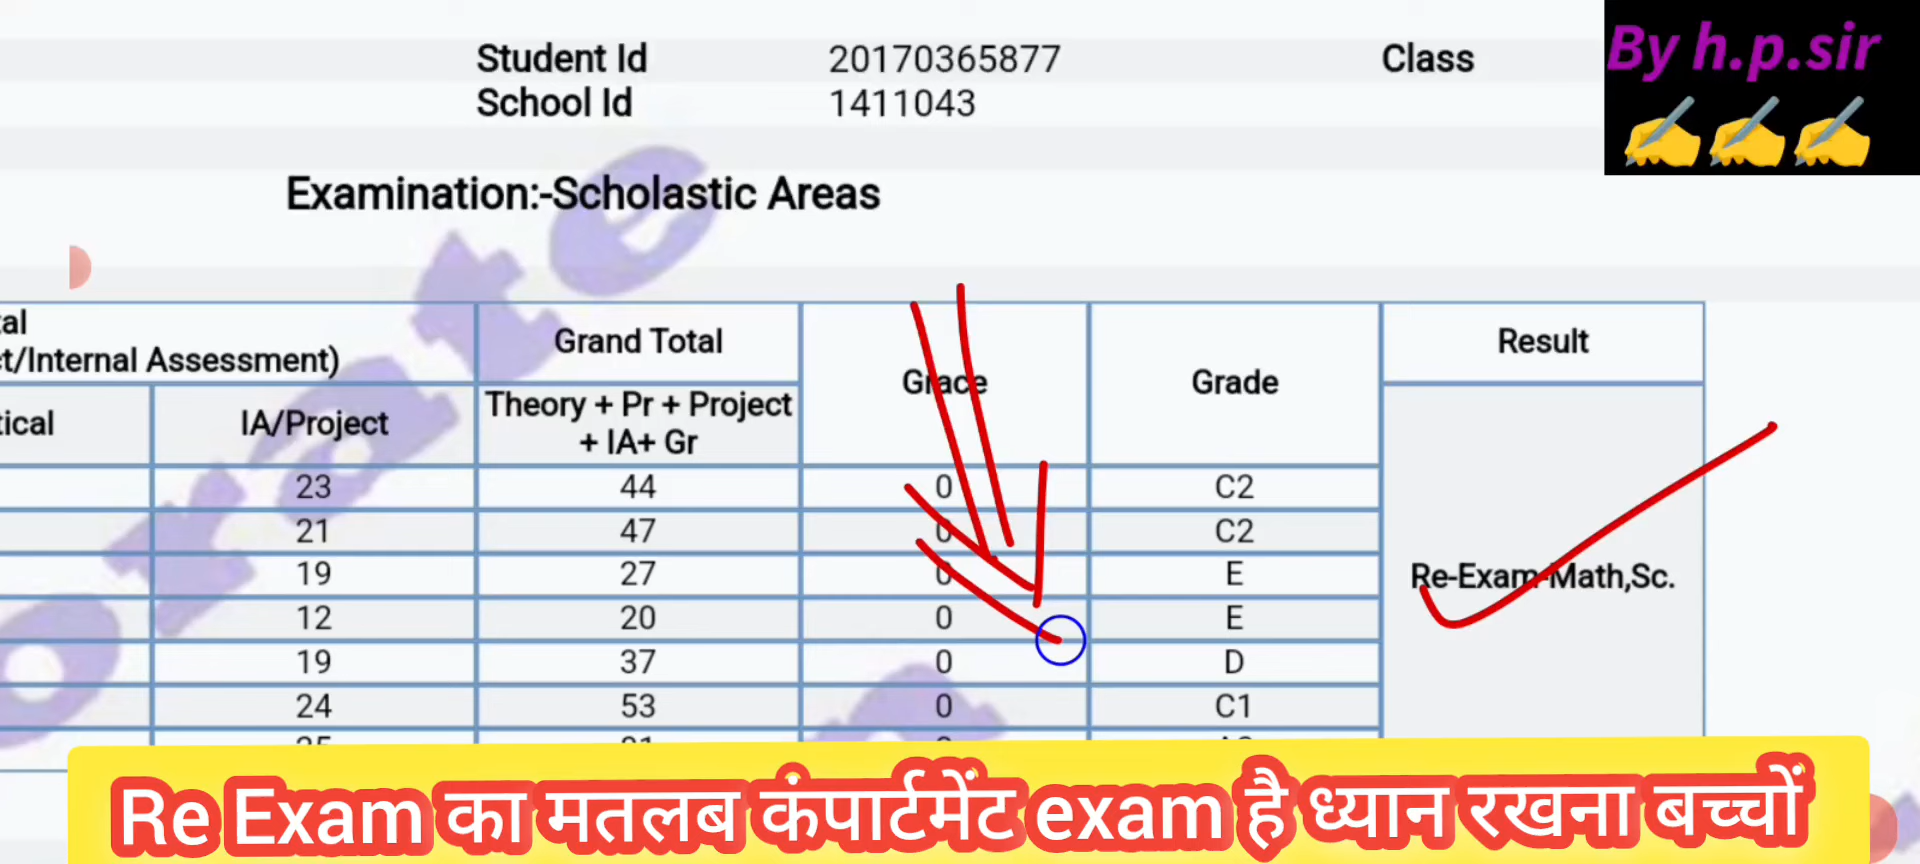 Student Id 20170365877 Class
School Id 1411043
By h.p.sir
Examination:-Scholastic Areas
Grand Total Grace Grade Result
t/Internal Assessment)
IA/Project Theory + Pr + Project
+ IA+ Gr
23 44 0 C2
21 47 0 C2
19 27 0 E Re-Exam-Math,Sc.
12 20 0 E
19 37 0 D
24 53 0 C1
Re Exam का मतलब कंपार्टमेंट exam है ध्यान रखना बच्चों